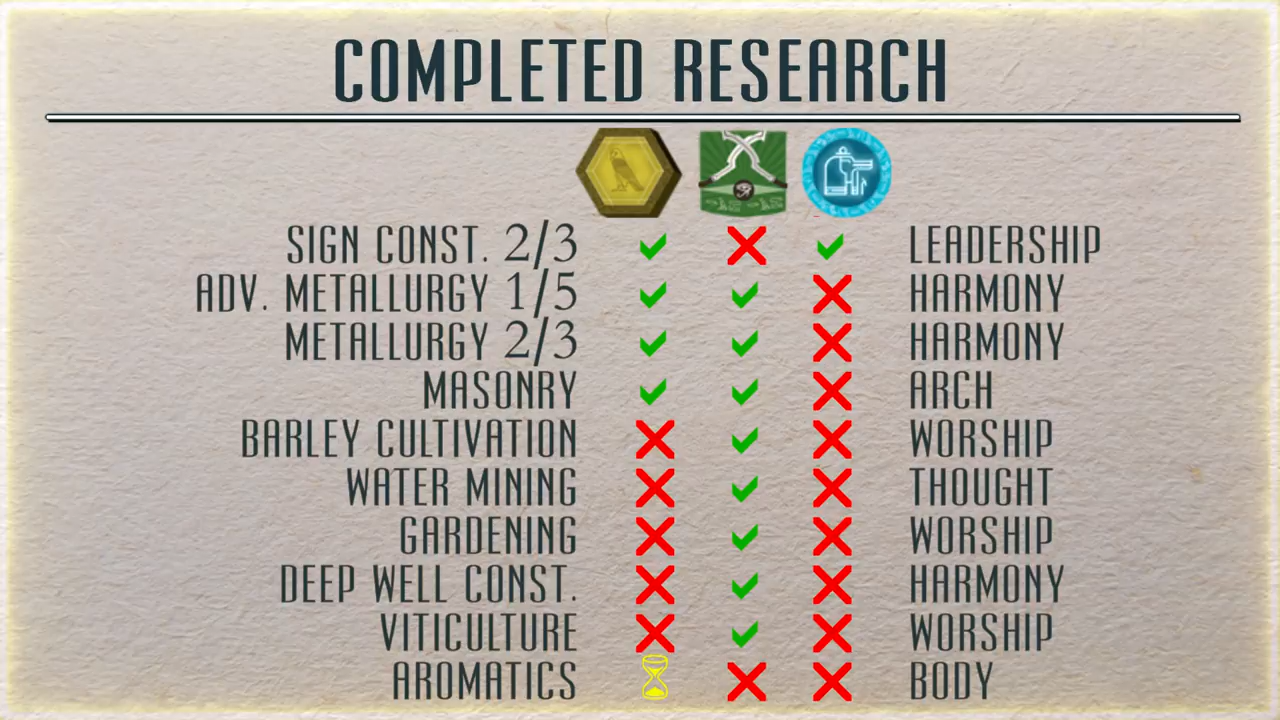 COMPLETED RESEARCH
SIGN CONST. 2/3 LEADERSHIP
ADV. METALLURGY 1/5 HARMONY
METALLURGY 2/3 HARMONY
MASONRY ARCH
BARLEY CULTIVATION WORSHIP
WATER MINING THOUGHT
GARDENING WORSHIP
DEEP WELL CONST. HARMONY
VITICULTURE WORSHIP
AROMATICS BODY